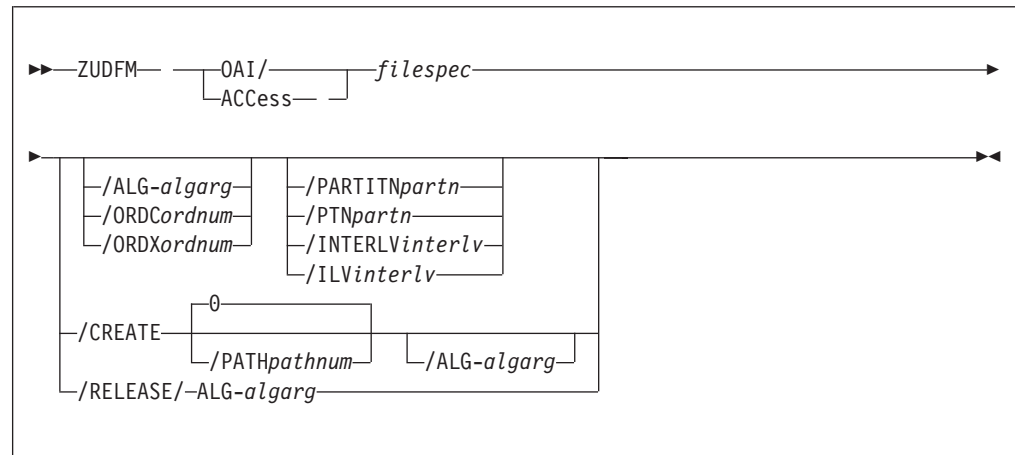 ZUDFM OAI/ filespec
ACCess
/ALG-algarg /PARTITNpartn
/ORDCordnum /PTNpartn
/ORDXordnum /INTERLVinterlv
/ILVinterlv
0
/CREATE
/PATHpathnum /ALG-algarg
/RELEASE/ ALG-algarg